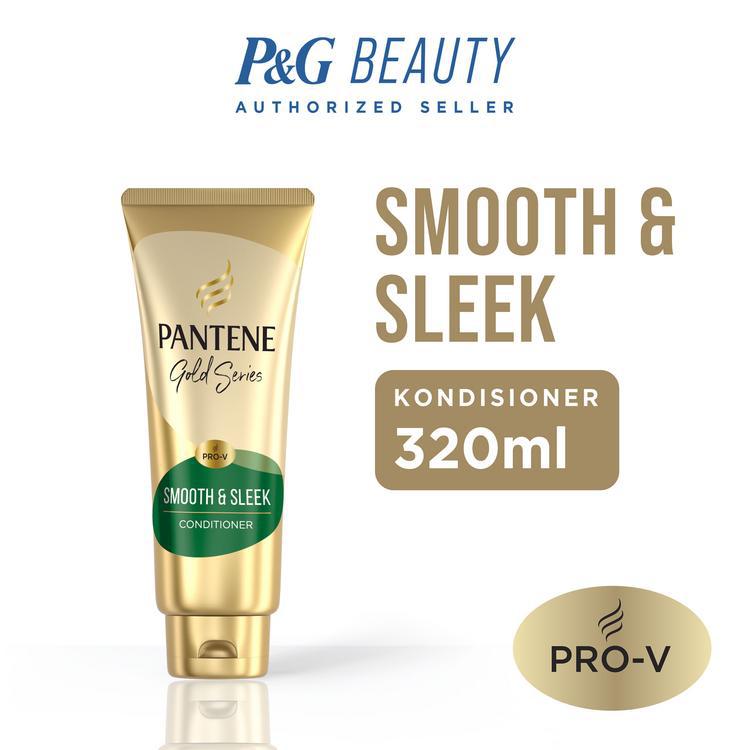 P&G BEAUTY
AUTHORIZED SELLER
SMOOTH &
SLEEK
KONDISIONER
320ml
PANTENE
Gold Series
PRO-V
SMOOTH & SLEEK
CONDITIONER
PRO-V